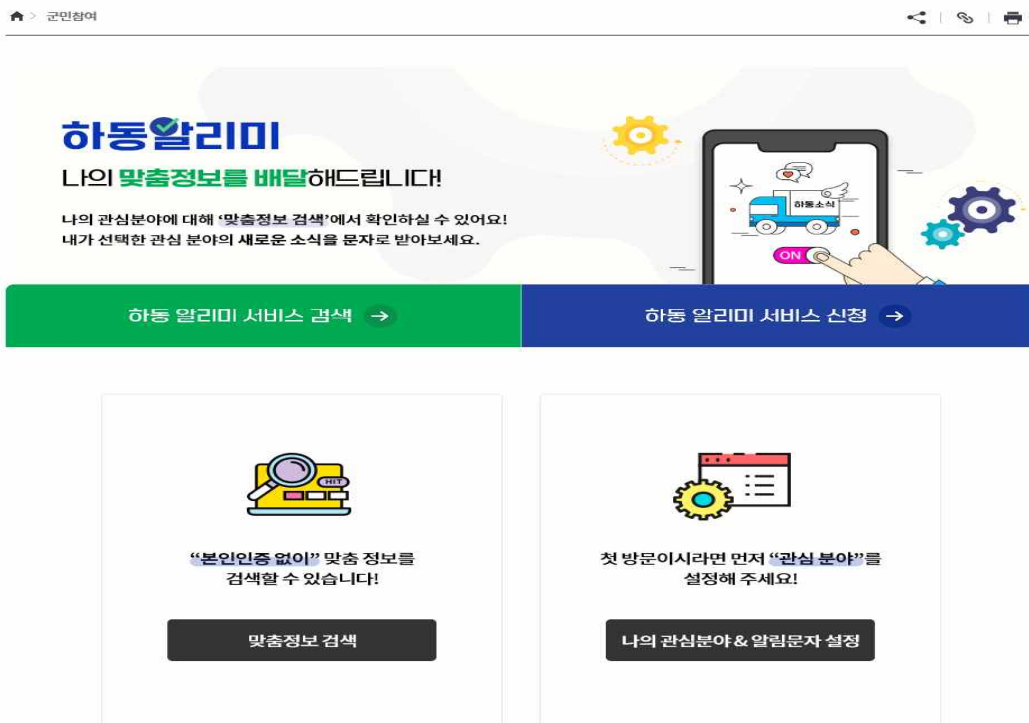 군민참여
하동알리미
나의 맞춤정보를 배달해드립니다!
나의 관심분야에 대해 ‘맞춤정보 검색’에서 확인하실 수 있어요!
내가 선택한 관심 분야의 새로운 소식을 문자로 받아보세요.
하동소식
ON
하동 알리미 서비스 검색
하동 알리미 서비스 신청
HIT
“본인인증 없이” 맞춤 정보를
검색할 수 있습니다!
맞춤정보 검색
첫 방문이시라면 먼저 “관심 분야”를
설정해 주세요!
나의 관심분야 & 알림문자 설정